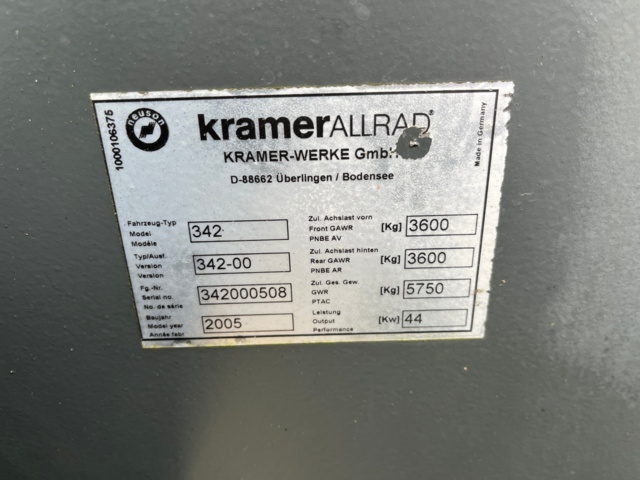 neuson
1000106375
kramerALLRAD®
Made in Germany
KRAMER-WERKE GmbH
D-88662 Überlingen / Bodensee
Fahrzeug-Typ
Model
Modèle
342
Typ/Ausf.
Version
Version
342-00
Fg.-Nr.
Serial no.
No. de série
342000508
Baujahr
Model year
Année fabr
2005
Zul. Achslast vorn
Front GAWR
PNBE AV
[Kg] 3600
Zul. Achslast hinten
Rear GAWR
PNBE AR
[Kg] 3600
Zul. Ges. Gew
GWR
PTAC
[Kg] 5750
Leistung
Output
Performance
[Kw] 44